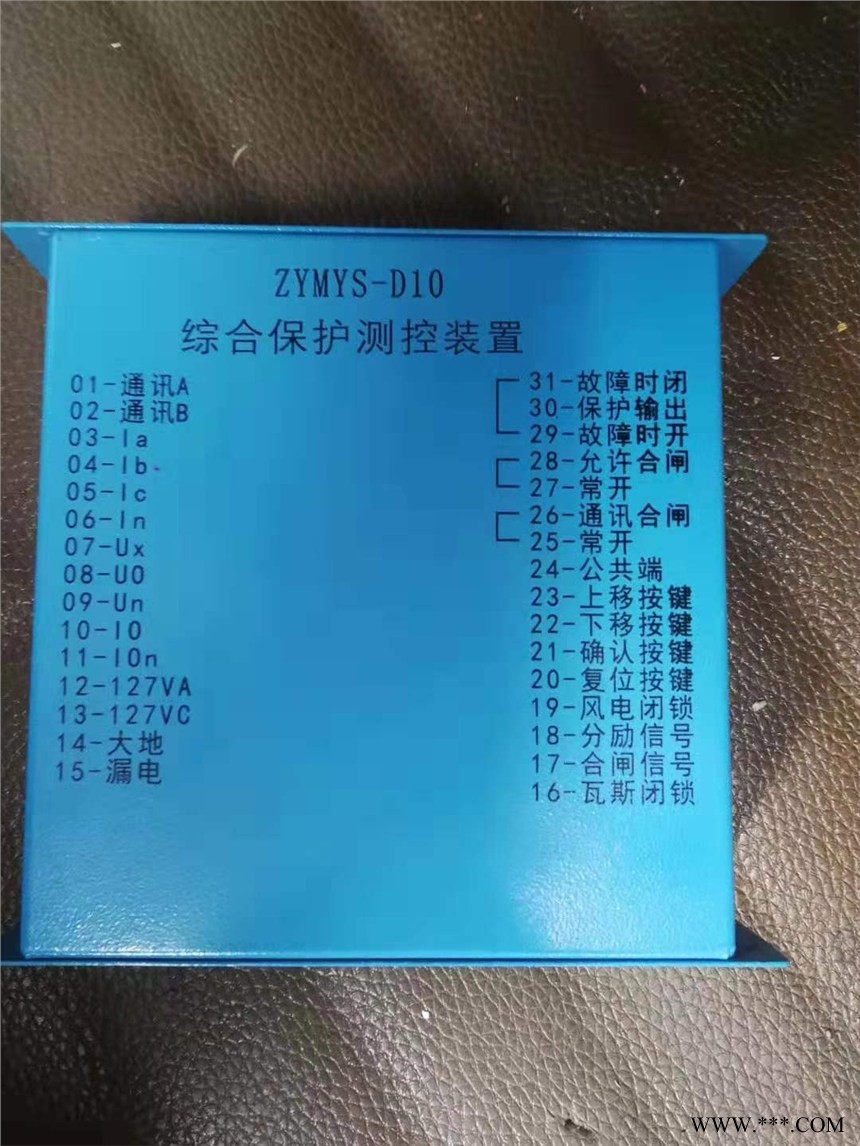 ZYMYS-D10
综合保护测控装置
01-通讯A
02-通讯B
03-Ia
04-Ib
05-Ic
06-In
07-Ux
08-U0
09-Un
10-I0
11-I0n
12-127VA
13-127VC
14-大地
15-漏电
31-故障时闭
30-保护输出
29-故障时开
28-允许合闸
27-常开
26-通讯合闸
25-常开
24-公共端
23-上移按键
22-下移按键
21-确认按键
20-复位按键
19-风电闭锁
18-分励信号
17-合闸信号
16-瓦斯闭锁
WWW.***.COM